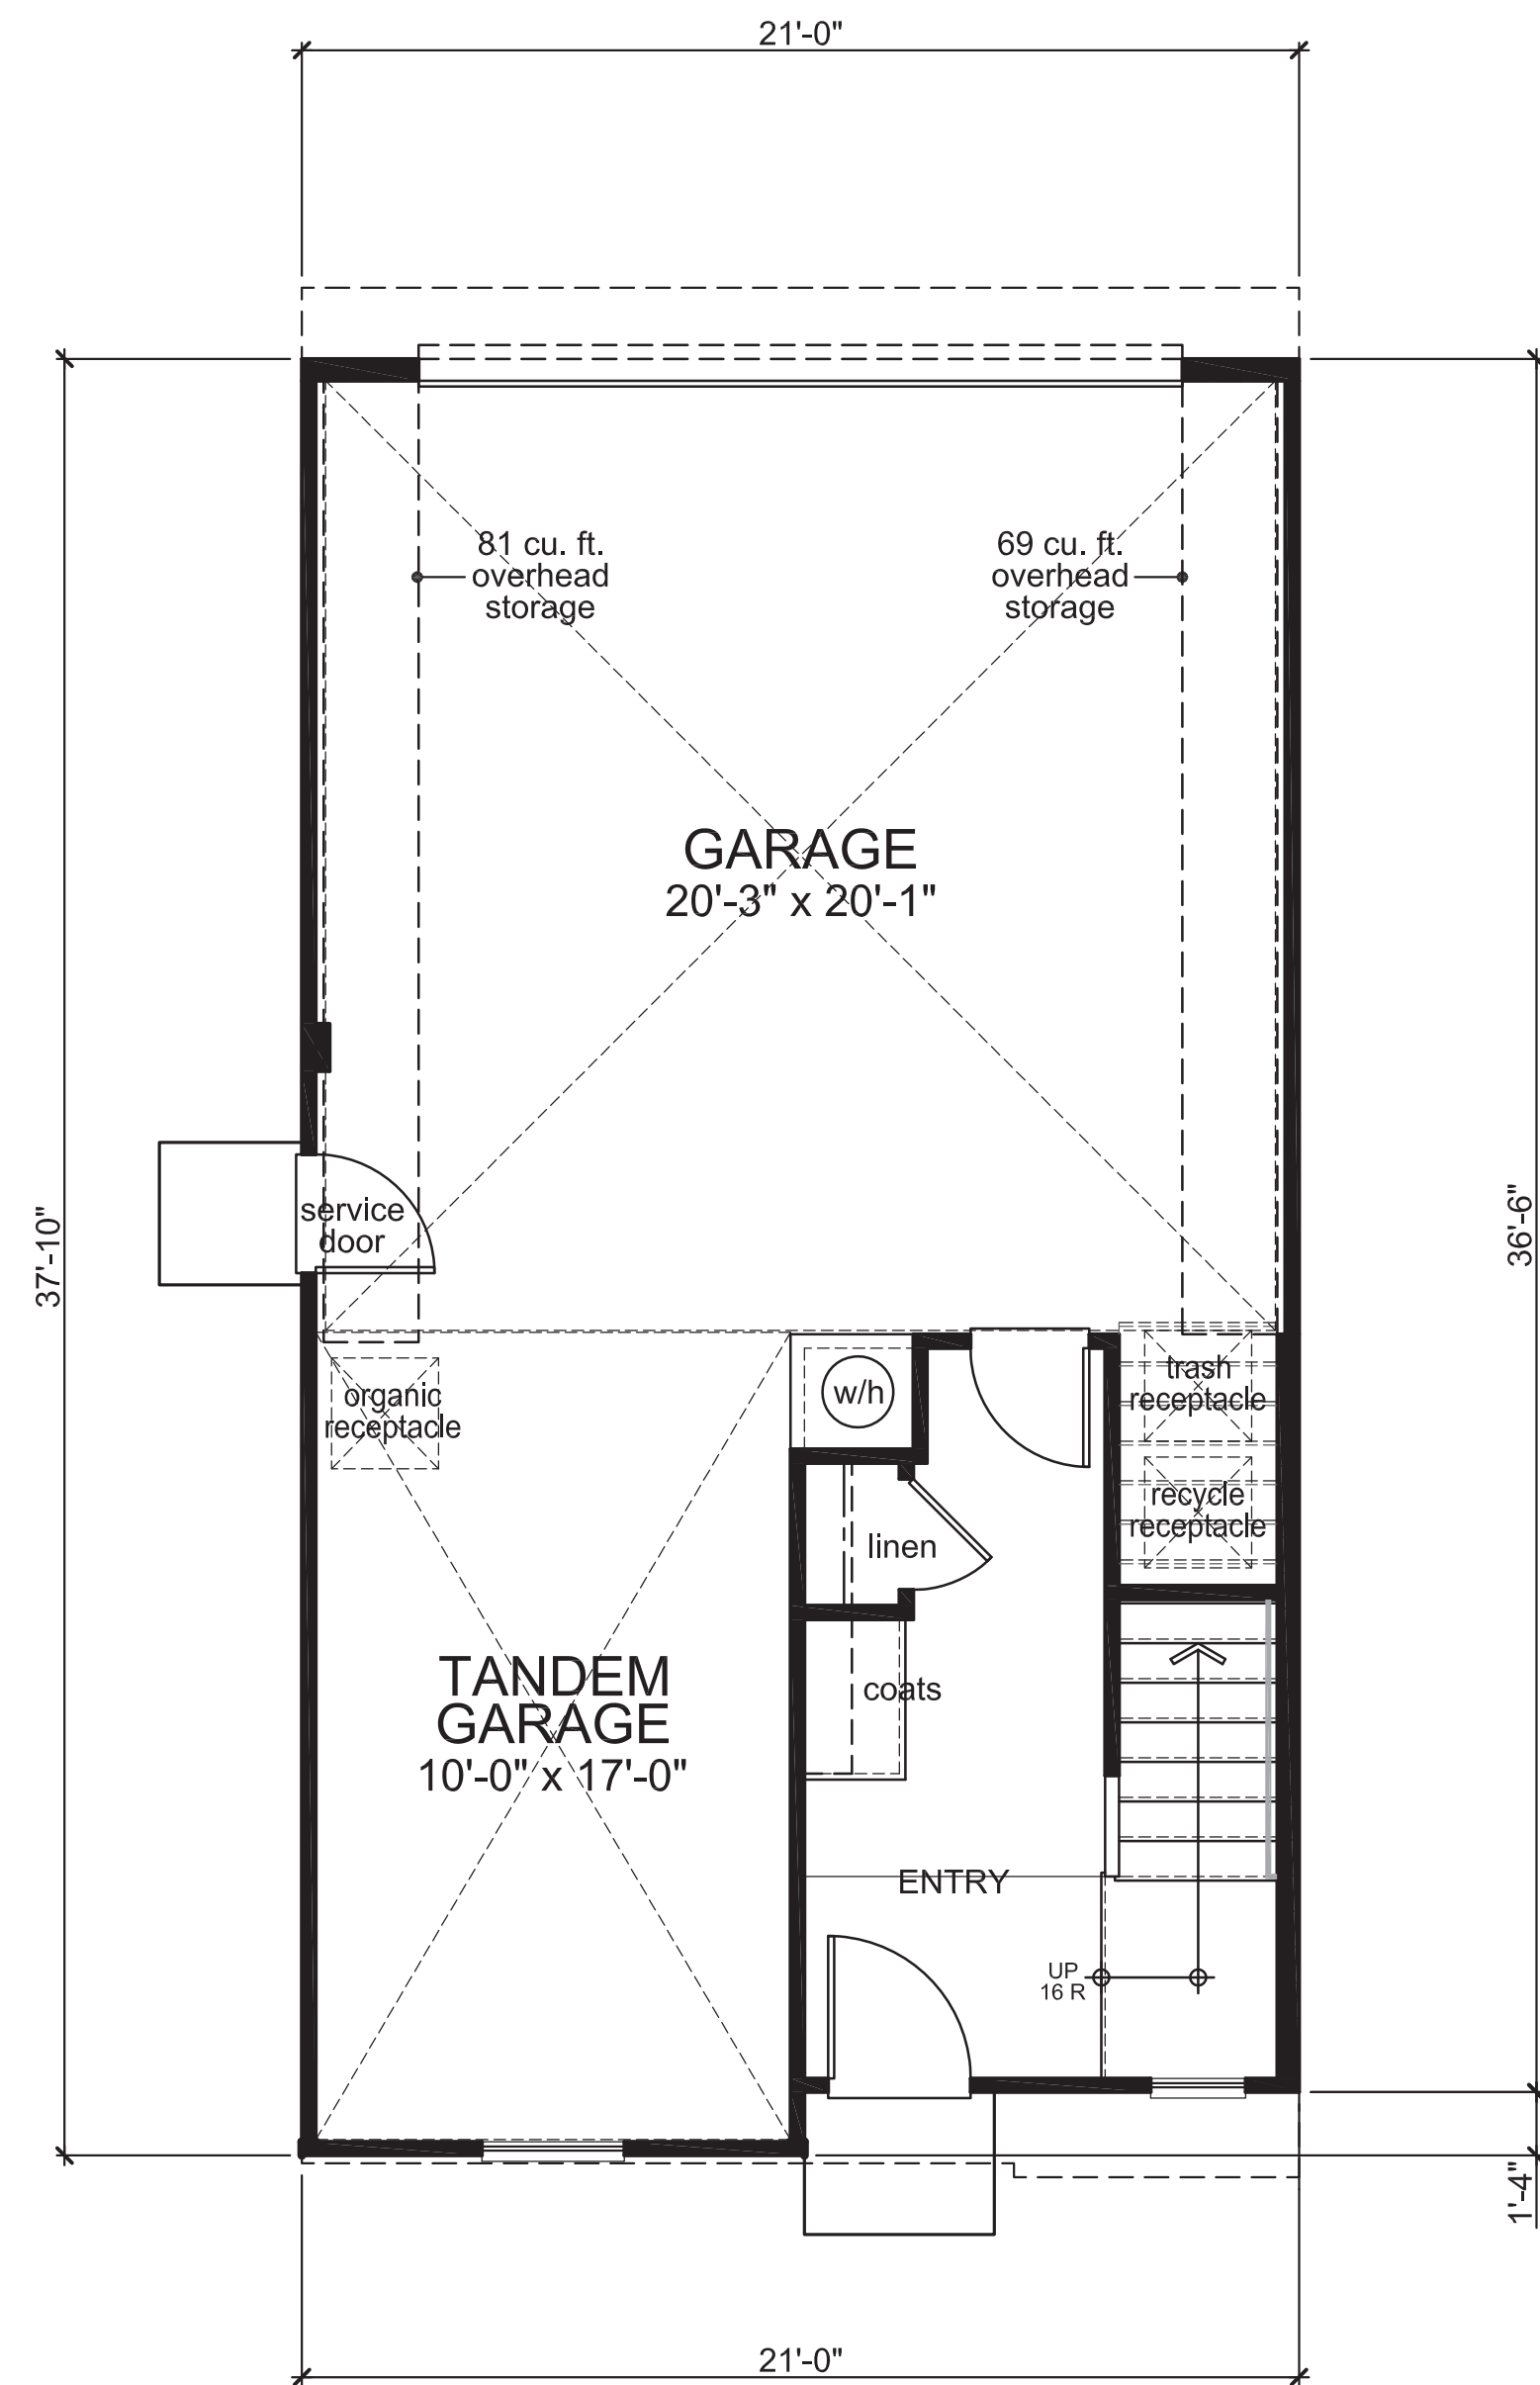 21'-0"
81 cu. ft.
overhead
storage
69 cu. ft.
overhead
storage
GARAGE
20'-3" x 20'-1"
service
door
37'-10"
36'-6"
organic
receptacle
w/h
trash
receptacle
recycle
receptacle
linen
coats
TANDEM
GARAGE
10'-0" x 17'-0"
ENTRY
UP
16 R
1'-4"
21'-0"